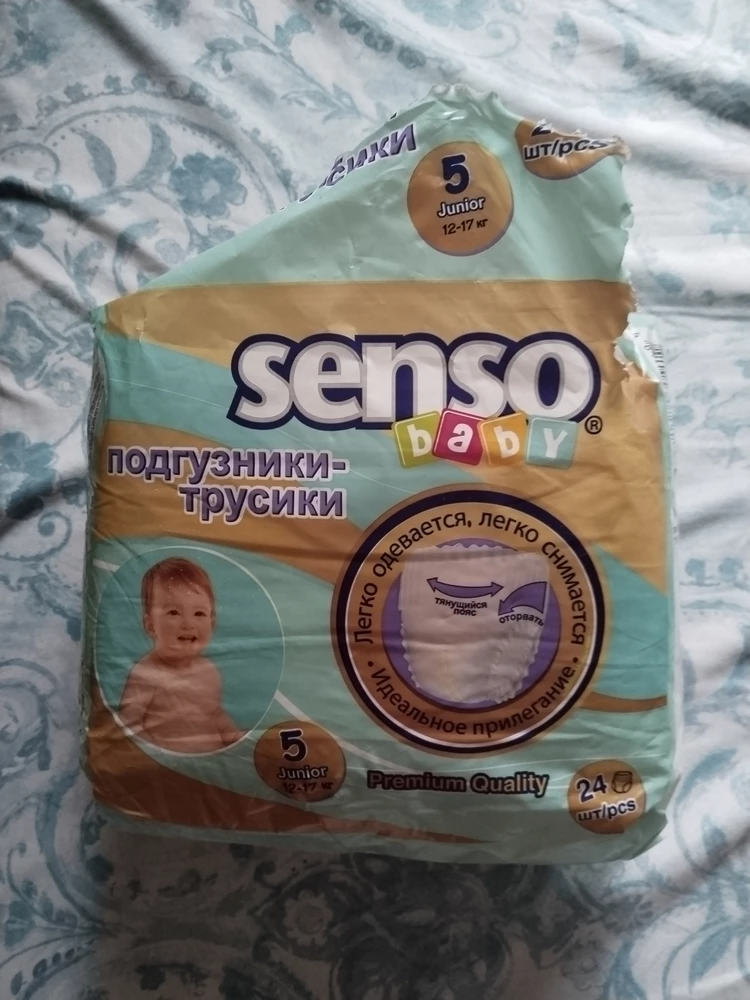 5
Junior
12-17 кг
шт/pcs
senso®
baby
подгузники-
трусики
Легко одевается, легко снимается
• Идеальное прилегание •
тянущийся
пояс
оторвать
5
Junior
12-17 кг
Premium Quality
24
шт/pcs